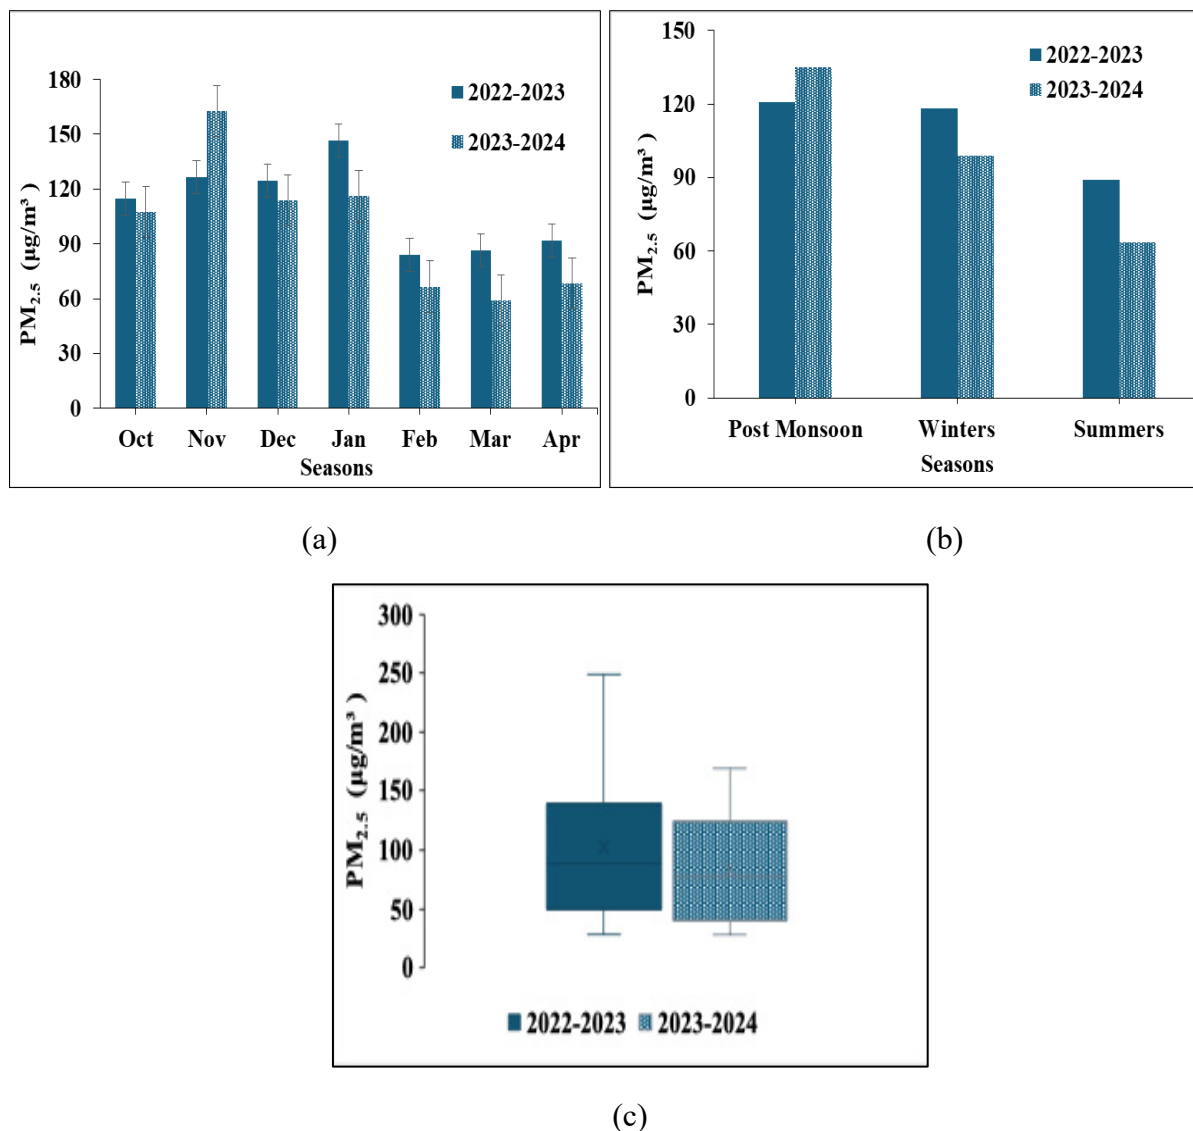 180
150
120
90
60
30
0
PM2.5 (µg/m³ )
2022-2023
2023-2024
Oct Nov Dec Jan Feb Mar Apr
Seasons
(a)
150
120
90
60
30
0
PM2.5 (µg/m³ )
2022-2023
2023-2024
Post Monsoon Winters Summers
Seasons
(b)
300
250
200
150
100
50
0
PM2.5 (µg/m³ )
2022-2023 2023-2024
(c)